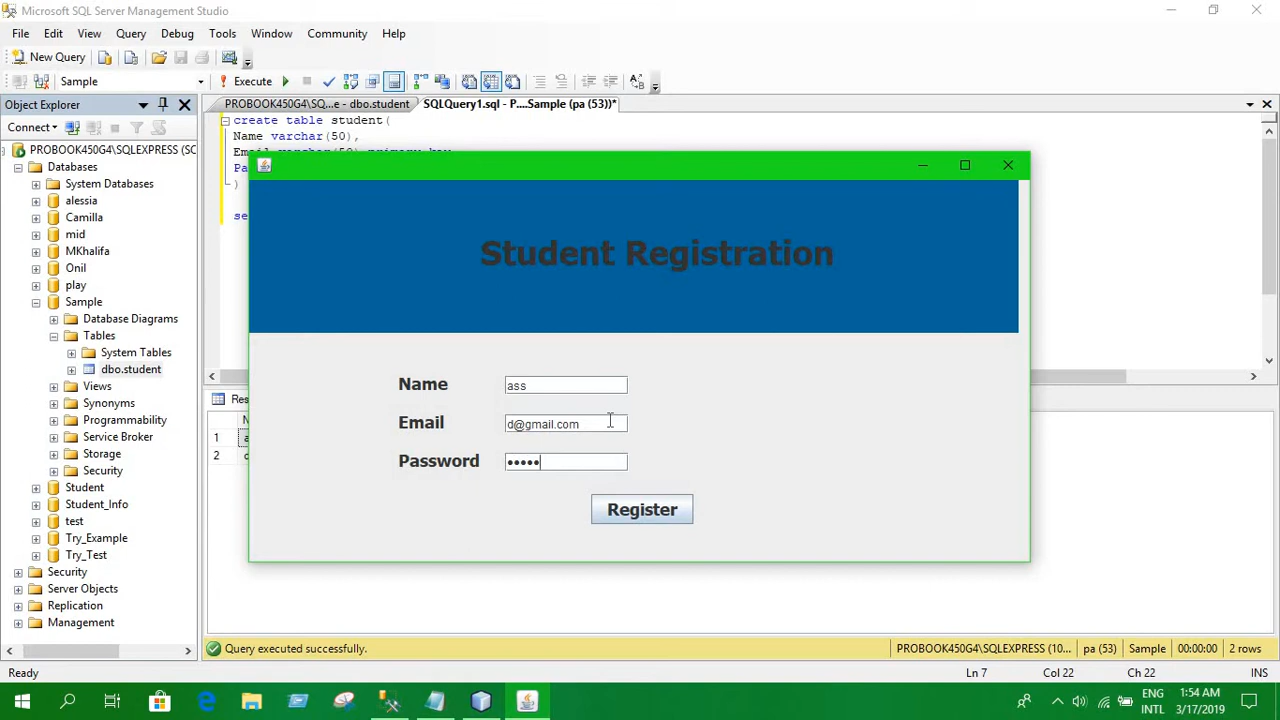 Microsoft SQL Server Management Studio
File Edit View Query Debug Tools Window Community Help
New Query
Sample Execute
Object Explorer
PROBOOK450G4\SQ...e - dbo.student SQLQuery1.sql - P....Sample (pa (53))*
Connect
PROBOOK450G4\SQLEXPRESS (SC
Databases
System Databases
alessia
Camilla
mid
MKhalifa
Onil
play
Sample
Database Diagrams
Tables
System Tables
dbo.student
Views
Synonyms
Programmability
Service Broker
Storage
Security
Student
Student_Info
test
Try_Example
Try_Test
Security
Server Objects
Replication
Management
create table student(
Name varchar(50),
Pa
)
se
Student Registration
Name ass
Email d@gmail.com
Password •••••
Register
Res
1
2
Query executed successfully. PROBOOK450G4\SQLEXPRESS (10... pa (53) Sample 00:00:00 2 rows
Ready Ln 7 Col 22 Ch 22 INS
ENG
INTL
1:54 AM
3/17/2019